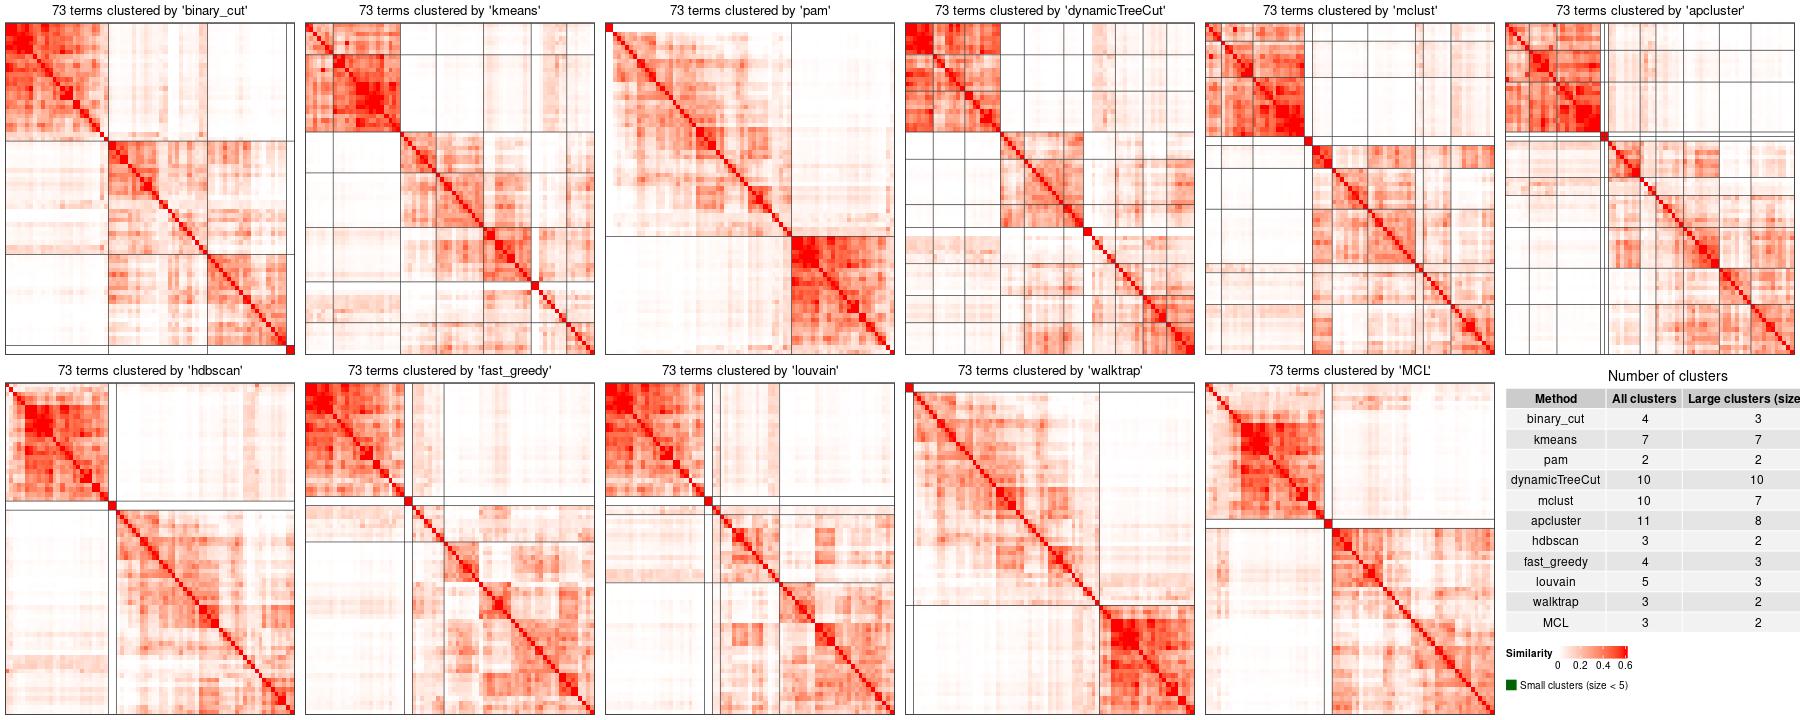 73 terms clustered by 'binary_cut'
73 terms clustered by 'kmeans'
73 terms clustered by 'pam'
73 terms clustered by 'dynamicTreeCut'
73 terms clustered by 'mclust'
73 terms clustered by 'apcluster'
73 terms clustered by 'hdbscan'
73 terms clustered by 'fast_greedy'
73 terms clustered by 'louvain'
73 terms clustered by 'walktrap'
73 terms clustered by 'MCL'
Number of clusters
Method All clusters Large clusters (size
binary_cut 4 3
kmeans 7 7
pam 2 2
dynamicTreeCut 10 10
mclust 10 7
apcluster 11 8
hdbscan 3 2
fast_greedy 4 3
louvain 5 3
walktrap 3 2
MCL 3 2
Similarity
0 0.2 0.4 0.6
Small clusters (size < 5)